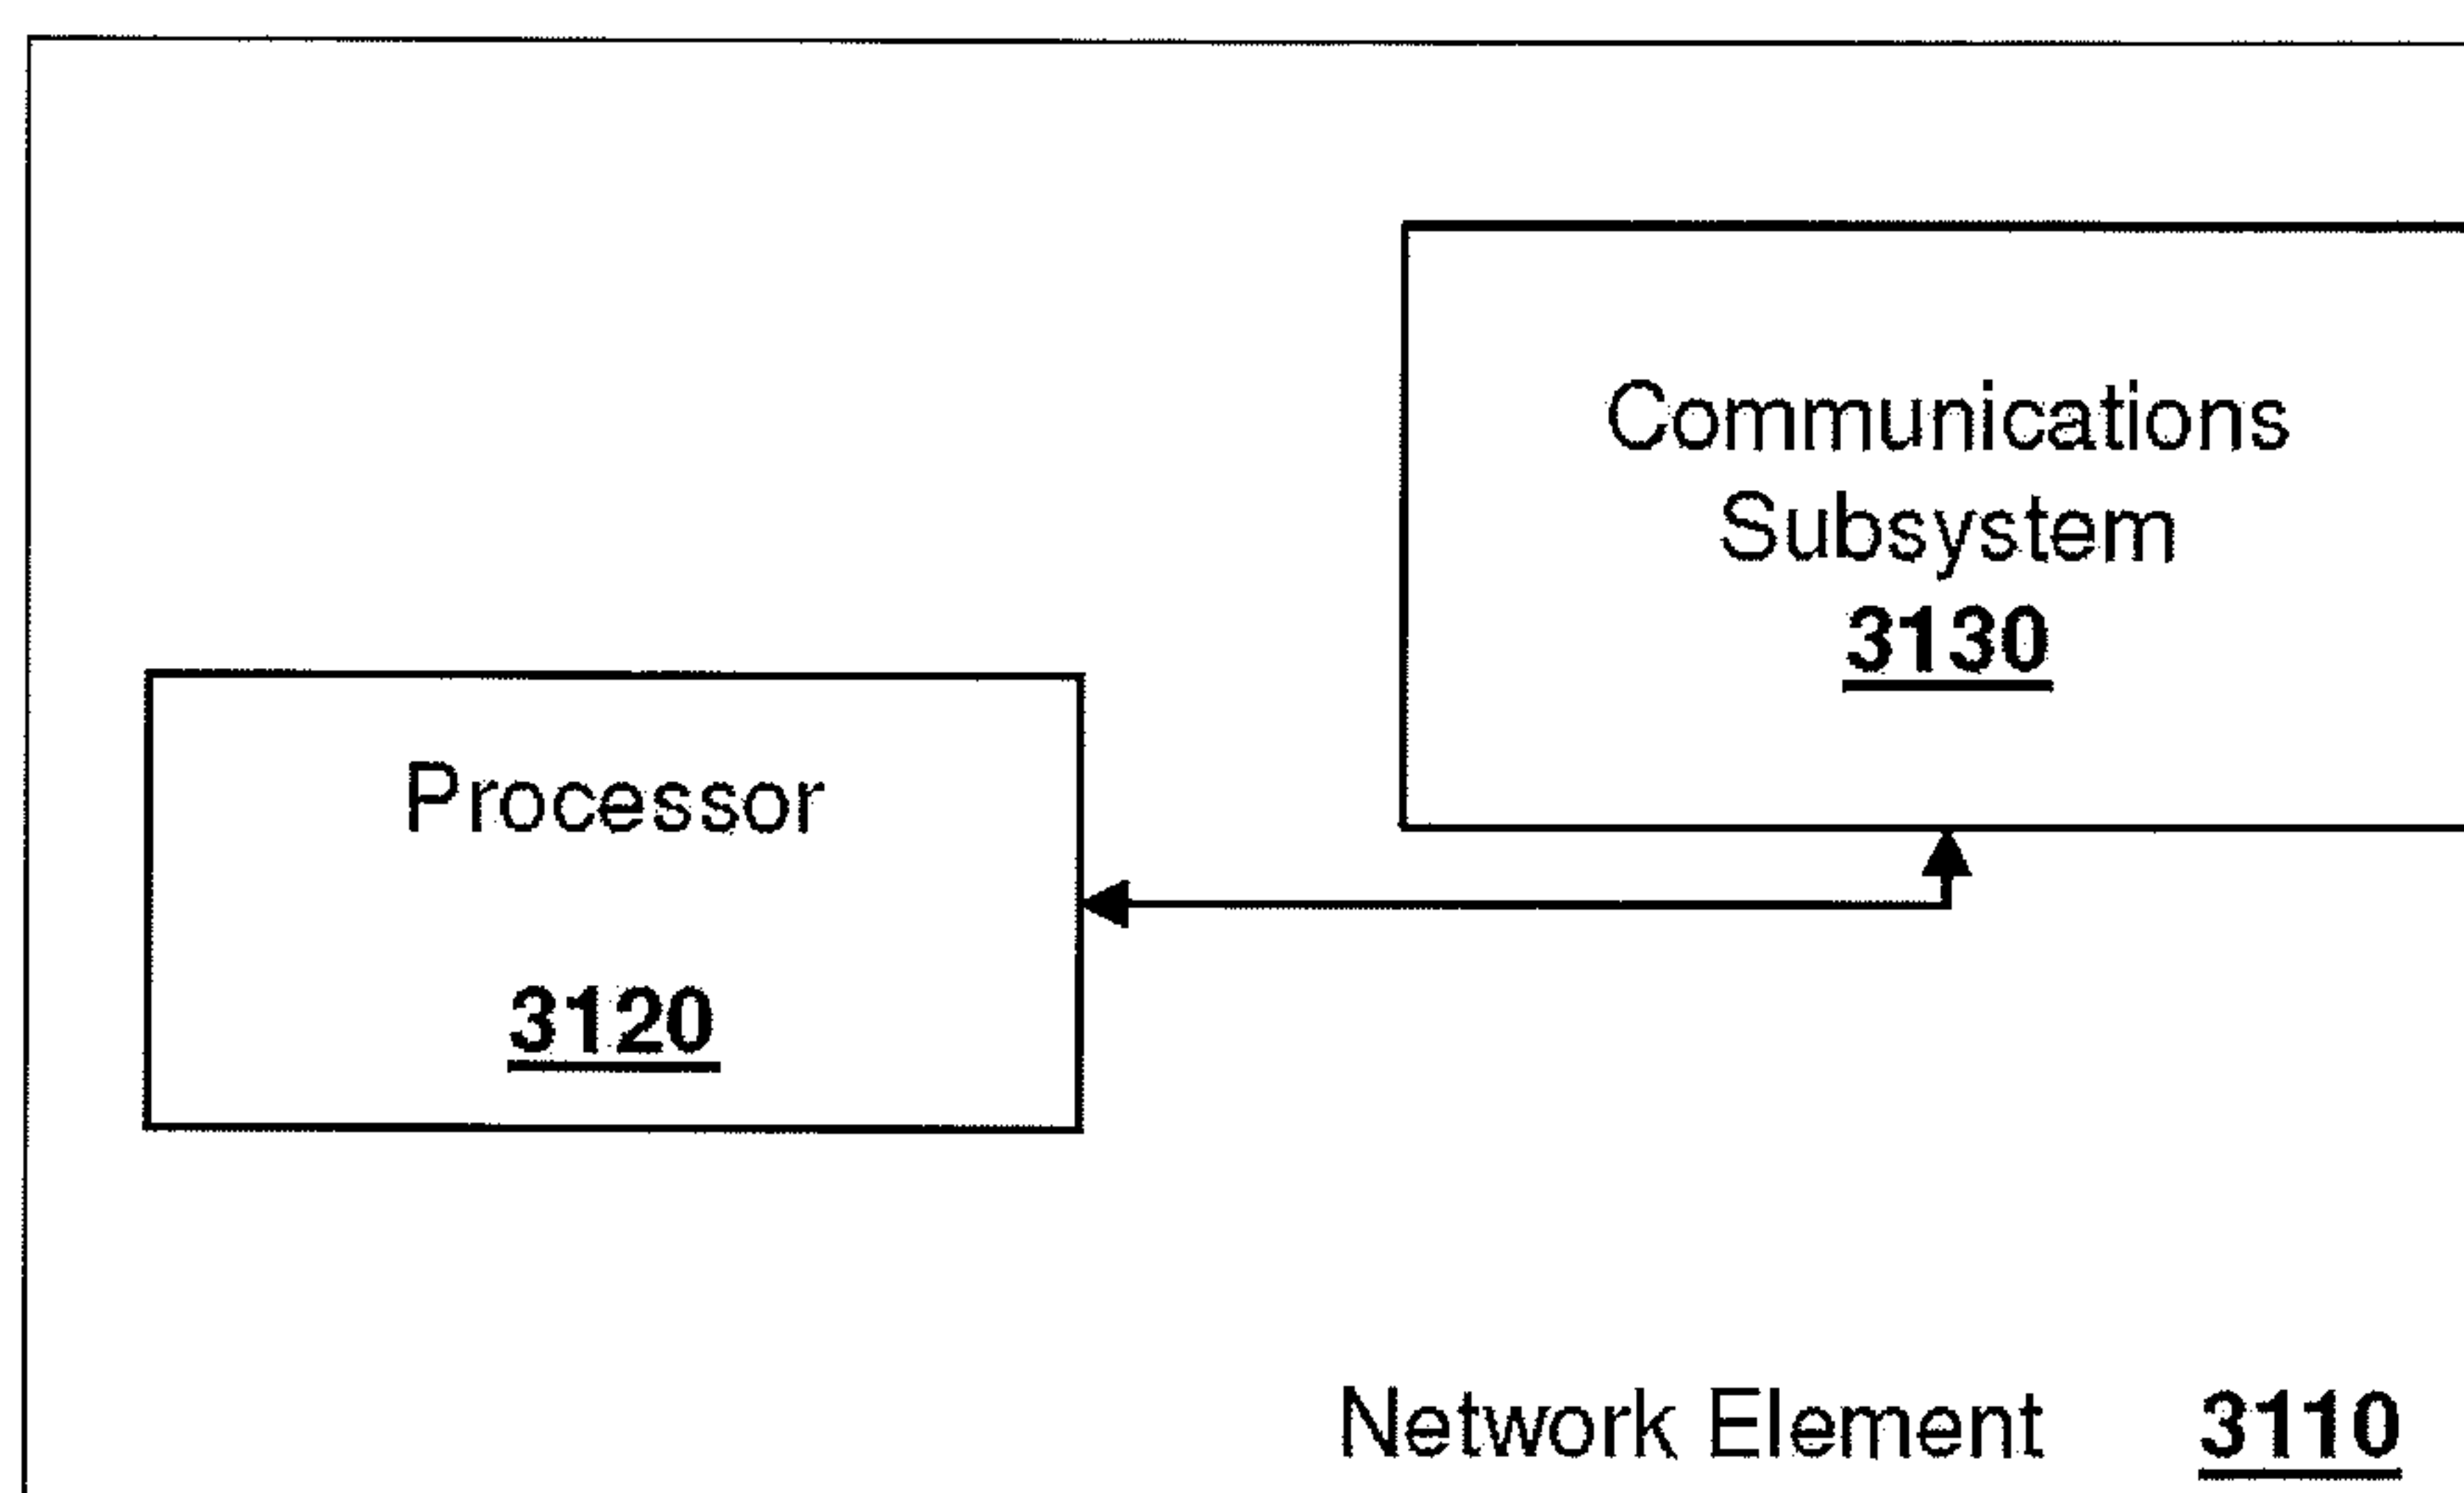 Communications
Subsystem
3130
Processor
3120
Network Element 3110